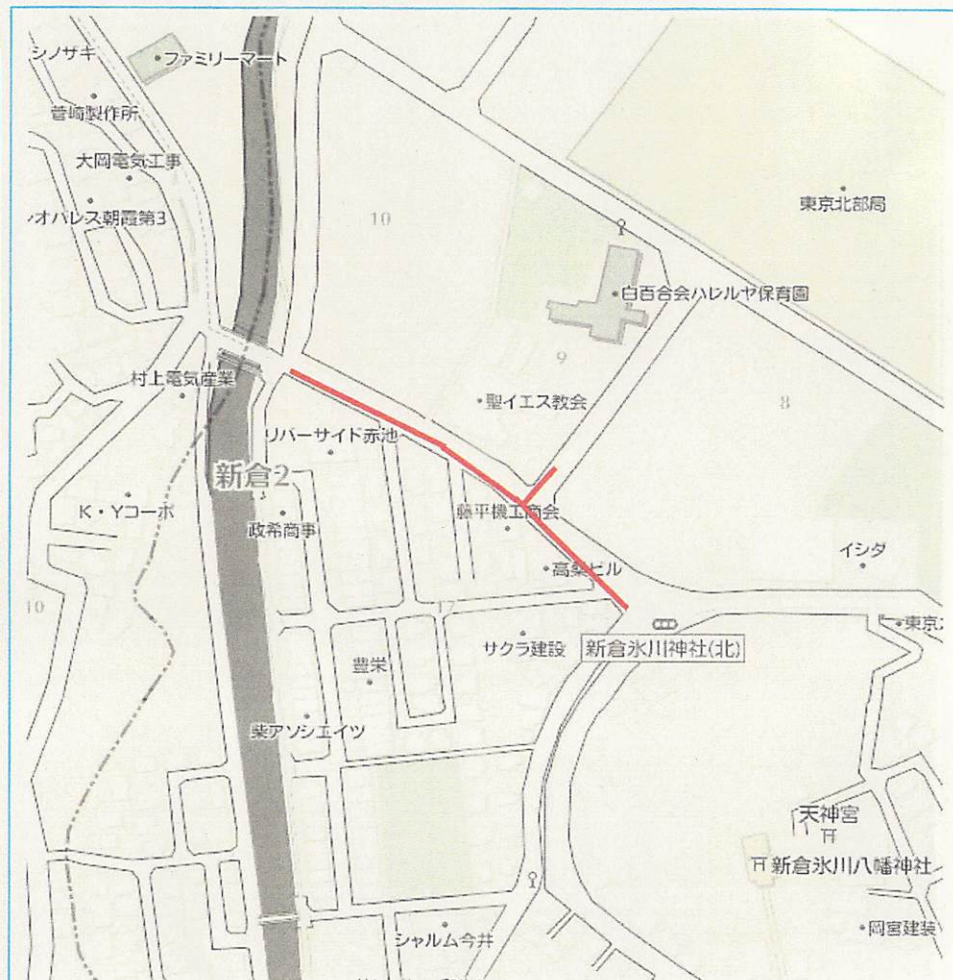 シノザキ
ファミリーマート
菅崎製作所
大岡電気工事
オパレス朝霞第3
10
東京北部局
白百合会ハレルヤ保育園
9
村上電気産業
聖イエス教会
8
リバーサイド赤池
新倉2
K・Yコーポ
政希商事
藤平機工商会
イシダ
高桑ビル
10
17
東京
サクラ建設
新倉氷川神社(北)
豊栄
柴アソシエイツ
天神宮
新倉氷川八幡神社
岡宮建装
シャルム今井